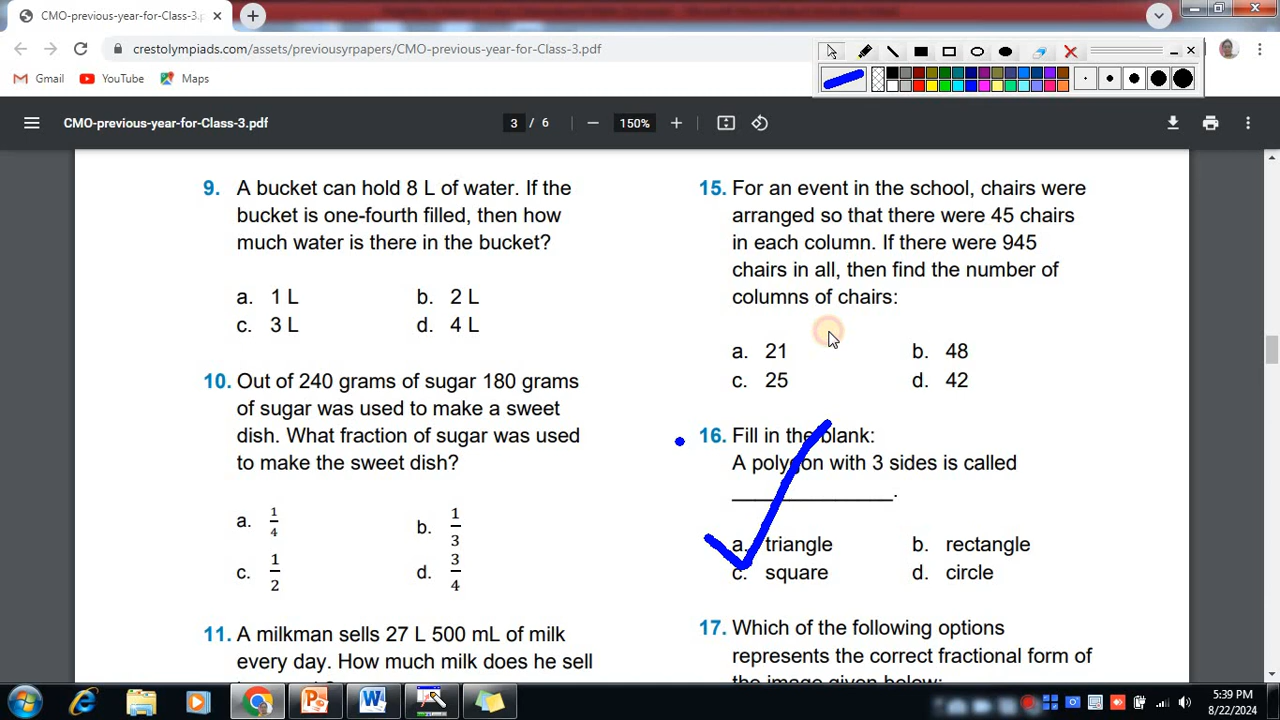 CMO-previous-year-for-Class-3.p
crestolympiads.com/assets/previousyrpapers/CMO-previous-year-for-Class-3.pdf
Gmail
YouTube
Maps
CMO-previous-year-for-Class-3.pdf
3 / 6
150%
9. A bucket can hold 8 L of water. If the
bucket is one-fourth filled, then how
much water is there in the bucket?
a. 1 L b. 2 L
c. 3 L d. 4 L
10. Out of 240 grams of sugar 180 grams
of sugar was used to make a sweet
dish. What fraction of sugar was used
to make the sweet dish?
a. 1/4 b. 1/3
c. 1/2 d. 3/4
11. A milkman sells 27 L 500 mL of milk
every day. How much milk does he sell
15. For an event in the school, chairs were
arranged so that there were 45 chairs
in each column. If there were 945
chairs in all, then find the number of
columns of chairs:
a. 21 b. 48
c. 25 d. 42
16. Fill in the blank:
A polygon with 3 sides is called
______________.
a. triangle b. rectangle
c. square d. circle
17. Which of the following options
represents the correct fractional form of
the image given below:
5:39 PM
8/22/2024